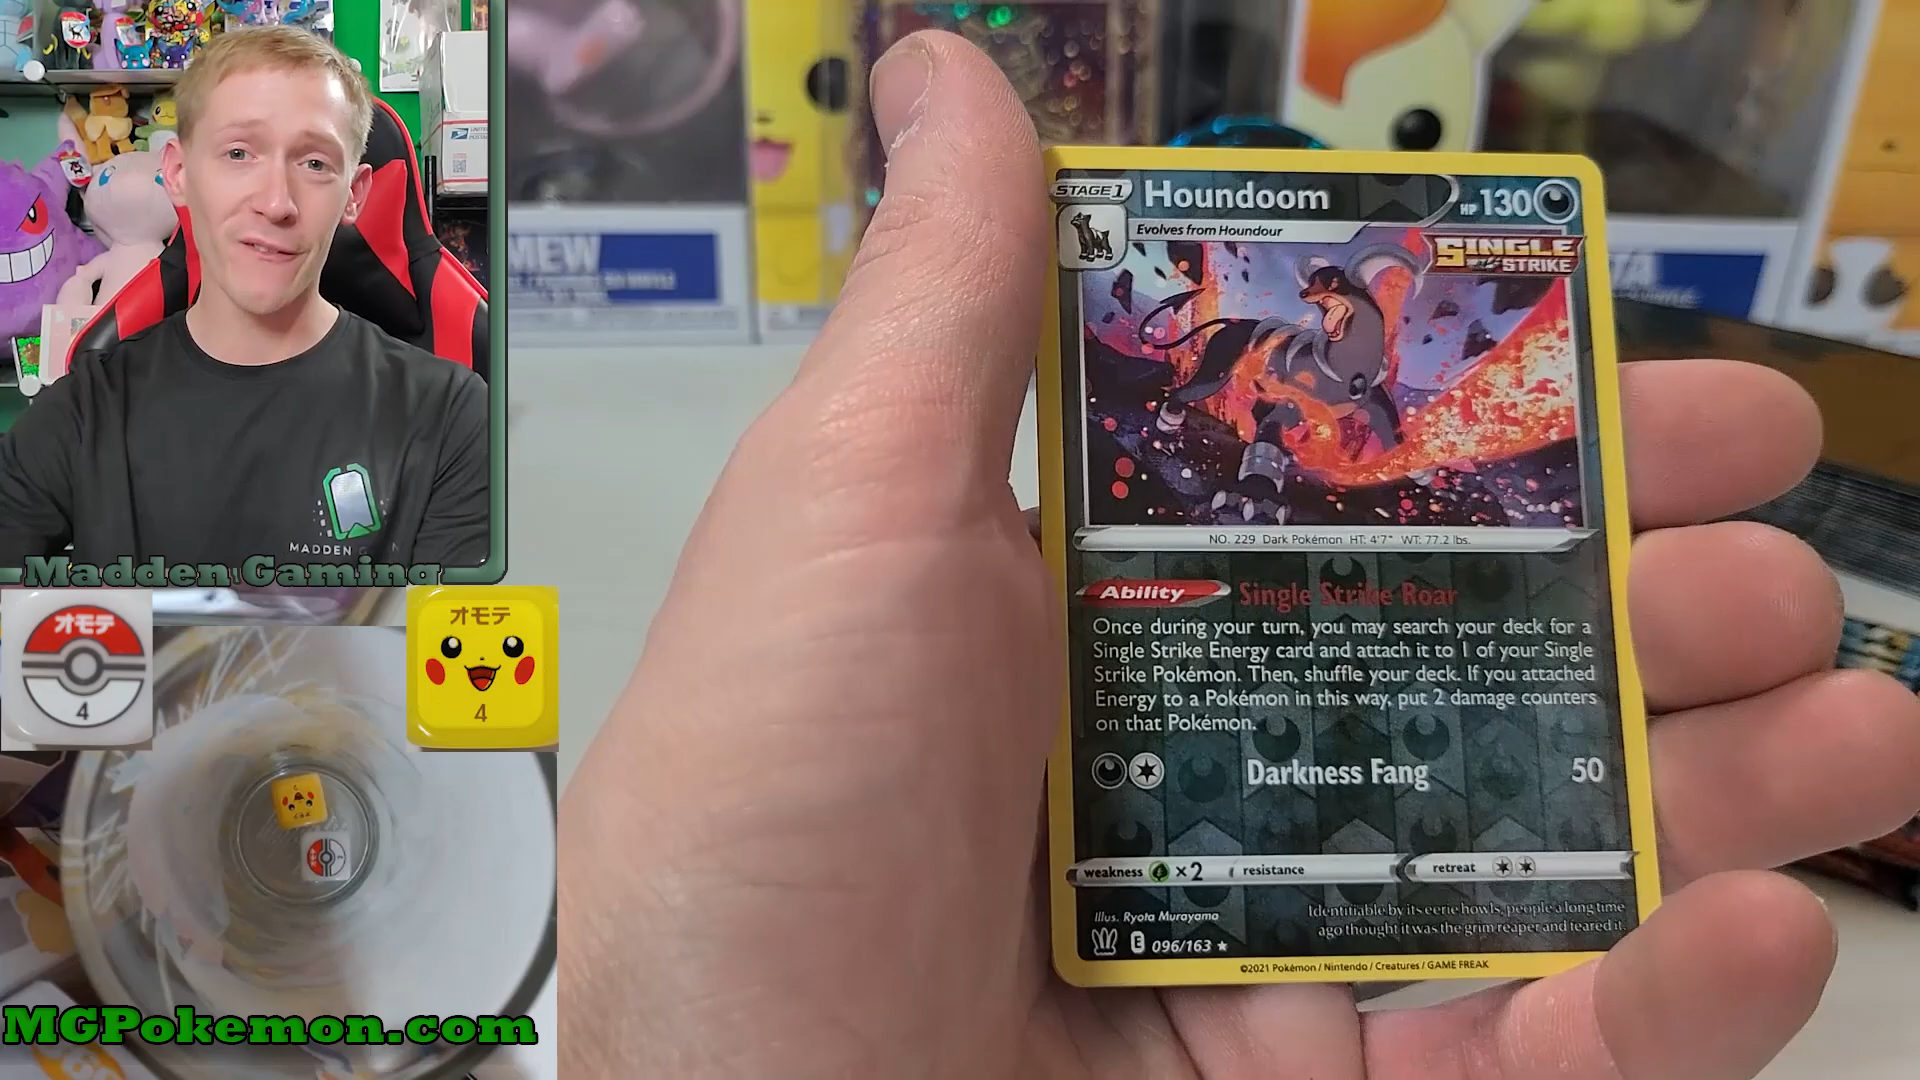 MADDEN G
Madden Gaming
オモテ
4
オモテ
4
オモテ
MGPokemon.com
UNITED
MEW
STAGE 1
Houndoom
HP 130
Evolves from Houndour
SINGLE
STRIKE
NO. 229 Dark Pokémon HT: 4'7" WT: 77.2 lbs.
Ability Single Strike Roar
Once during your turn, you may search your deck for a
Single Strike Energy card and attach it to 1 of your Single
Strike Pokémon. Then, shuffle your deck. If you attached
Energy to a Pokémon in this way, put 2 damage counters
on that Pokémon.
Darkness Fang 50
weakness ×2 resistance retreat
Illus. Ryota Murayama
Identifiable by its eerie howls, people a long time
ago thought it was the grim reaper and feared it.
E 096/163 ★
©2021 Pokémon / Nintendo / Creatures / GAME FREAK